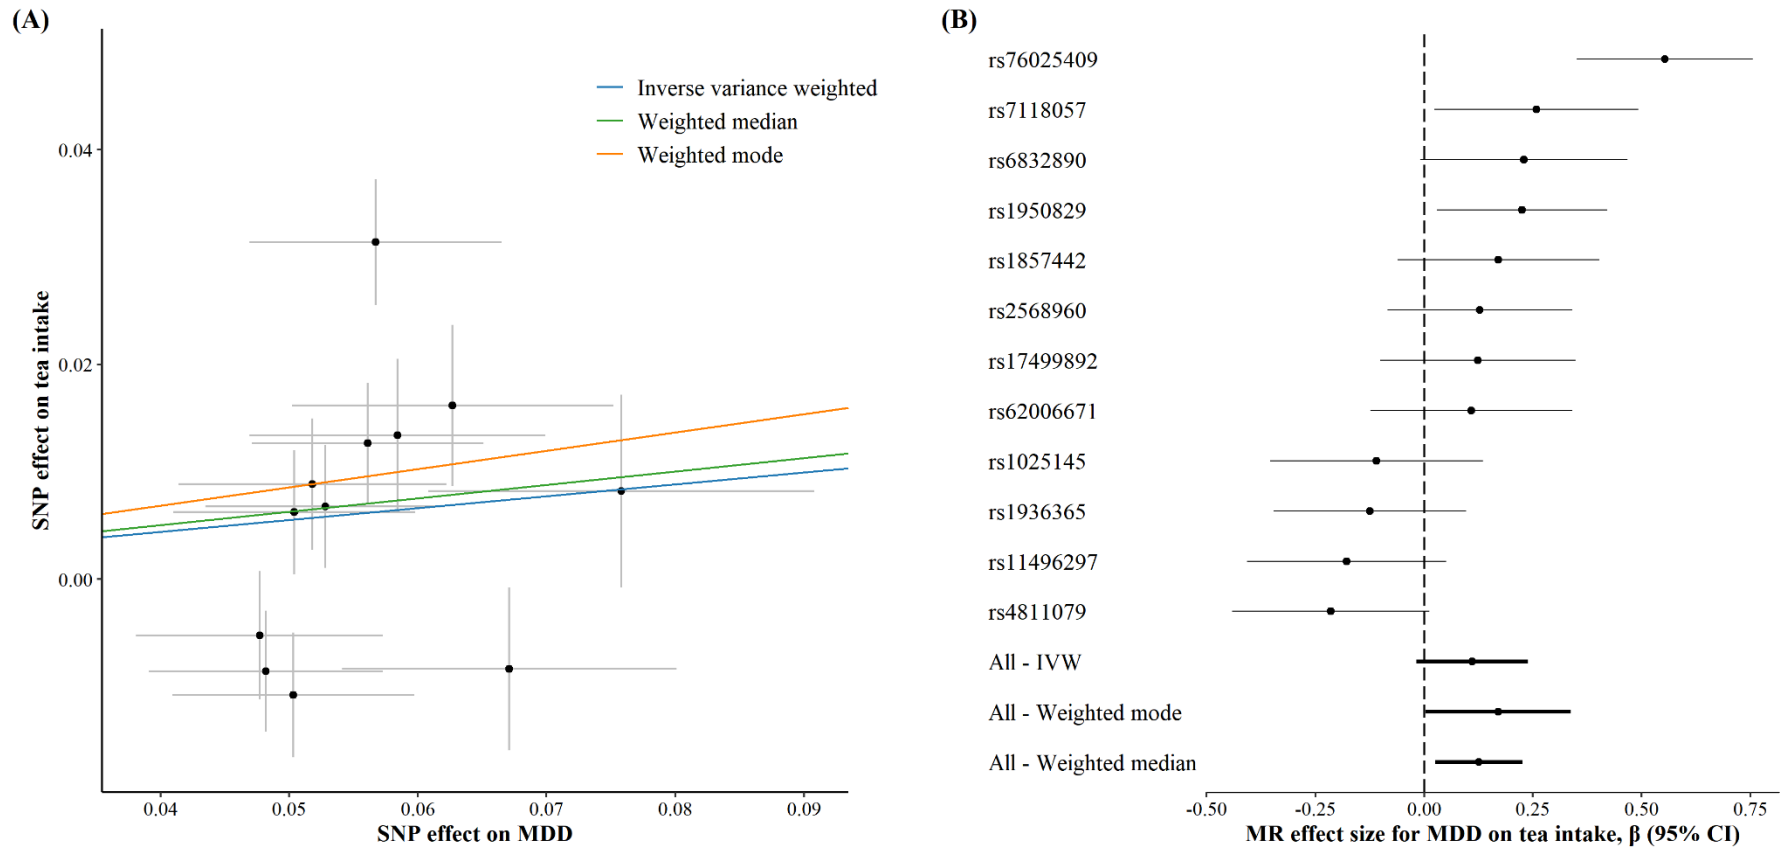 (A)
SNP effect on tea intake
0.04
0.02
0.00
Inverse variance weighted
Weighted median
Weighted mode
0.04 0.05 0.06 0.07 0.08 0.09
SNP effect on MDD
(B)
rs76025409
rs7118057
rs6832890
rs1950829
rs1857442
rs2568960
rs17499892
rs62006671
rs1025145
rs1936365
rs11496297
rs4811079
All - IVW
All - Weighted mode
All - Weighted median
-0.50 -0.25 0.00 0.25 0.50 0.75
MR effect size for MDD on tea intake, β (95% CI)